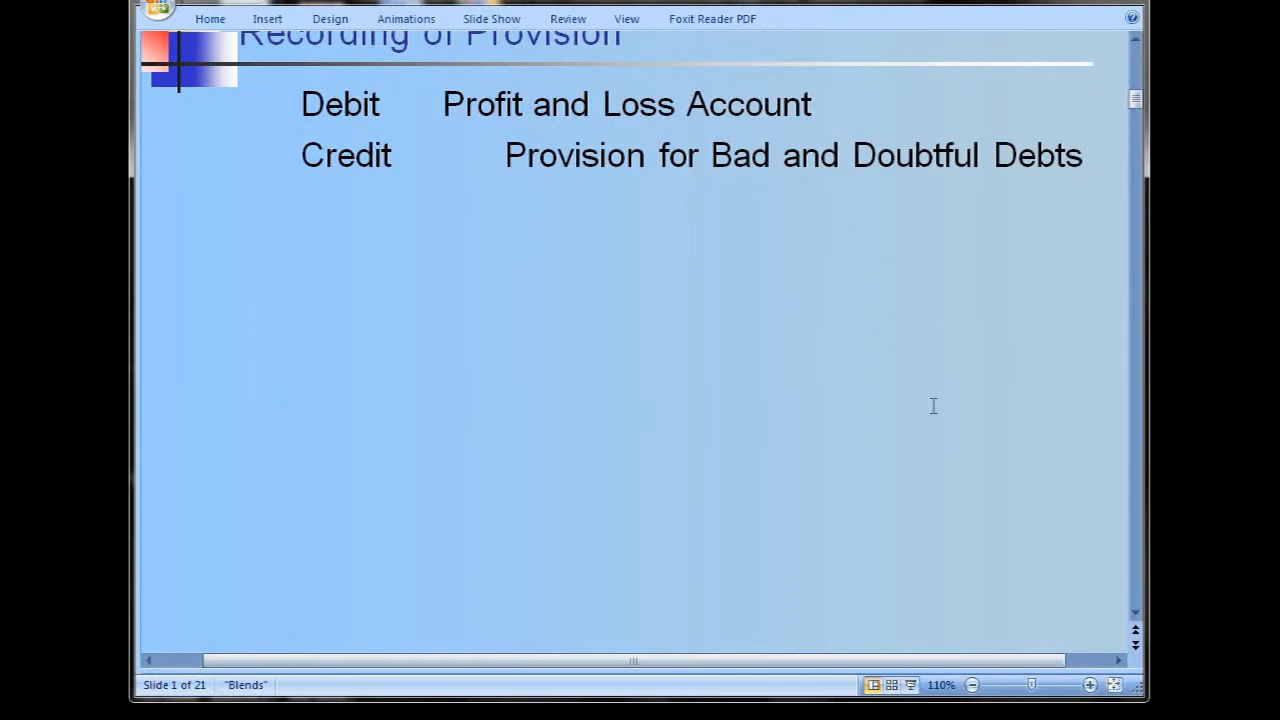 Home Insert Design Animations Slide Show Review View Foxit Reader PDF
Recording of Provision
Debit Profit and Loss Account
Credit Provision for Bad and Doubtful Debts
Slide 1 of 21 "Blends" 110%